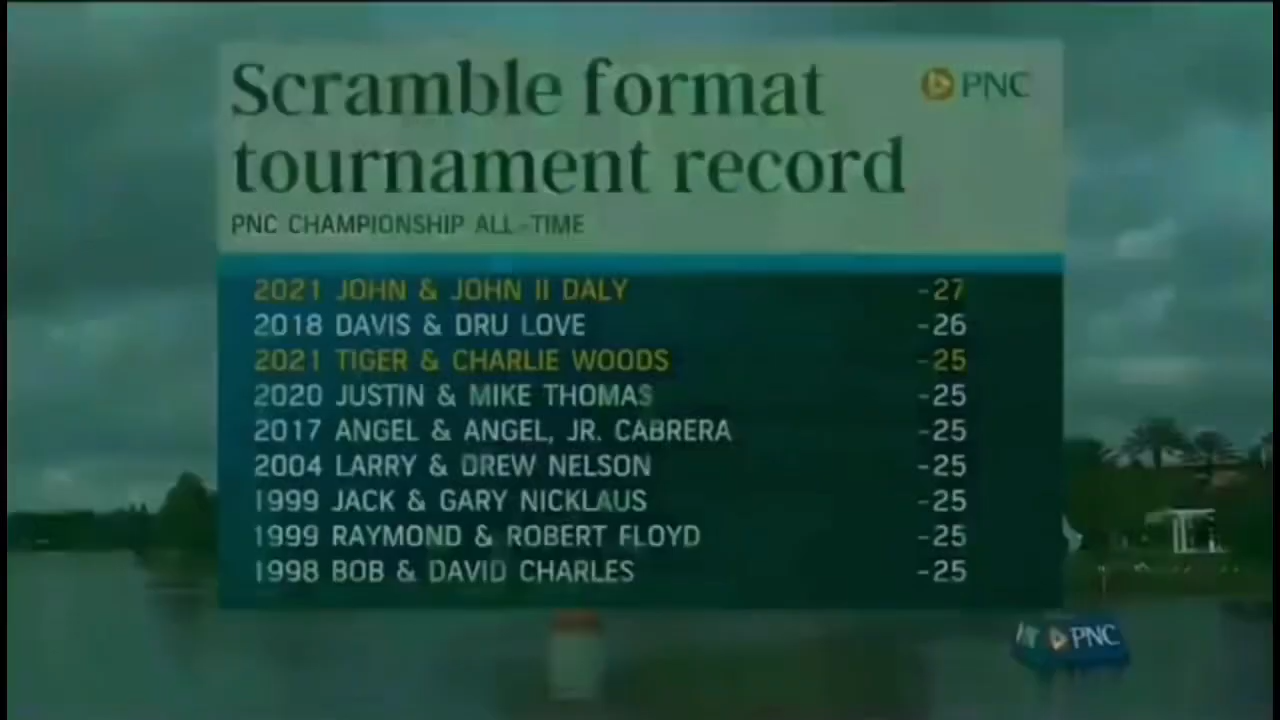 Scramble format
tournament record
PNC
PNC CHAMPIONSHIP ALL-TIME
2021 JOHN & JOHN II DALY -27
2018 DAVIS & DRU LOVE -26
2021 TIGER & CHARLIE WOODS -25
2020 JUSTIN & MIKE THOMAS -25
2017 ANGEL & ANGEL, JR. CABRERA -25
2004 LARRY & DREW NELSON -25
1999 JACK & GARY NICKLAUS -25
1999 RAYMOND & ROBERT FLOYD -25
1998 BOB & DAVID CHARLES -25
PNC